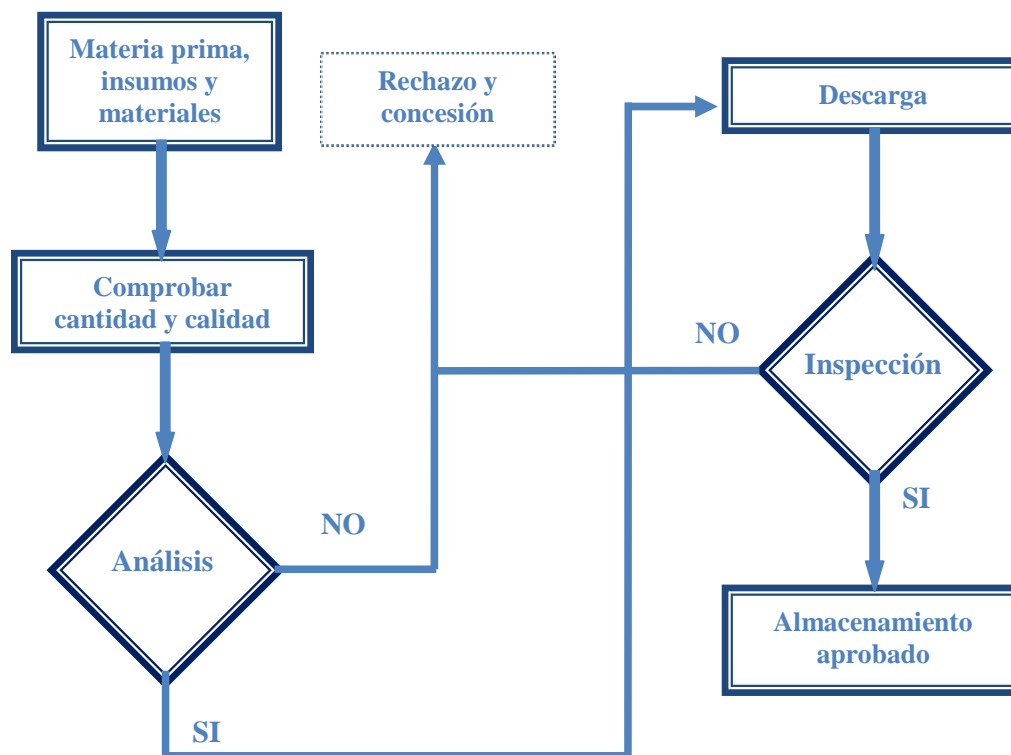 Materia prima,
insumos y
materiales
Comprobar
cantidad y calidad
Análisis
NO
SI
Rechazo y
concesión
Descarga
Inspección
NO
SI
Almacenamiento
aprobado